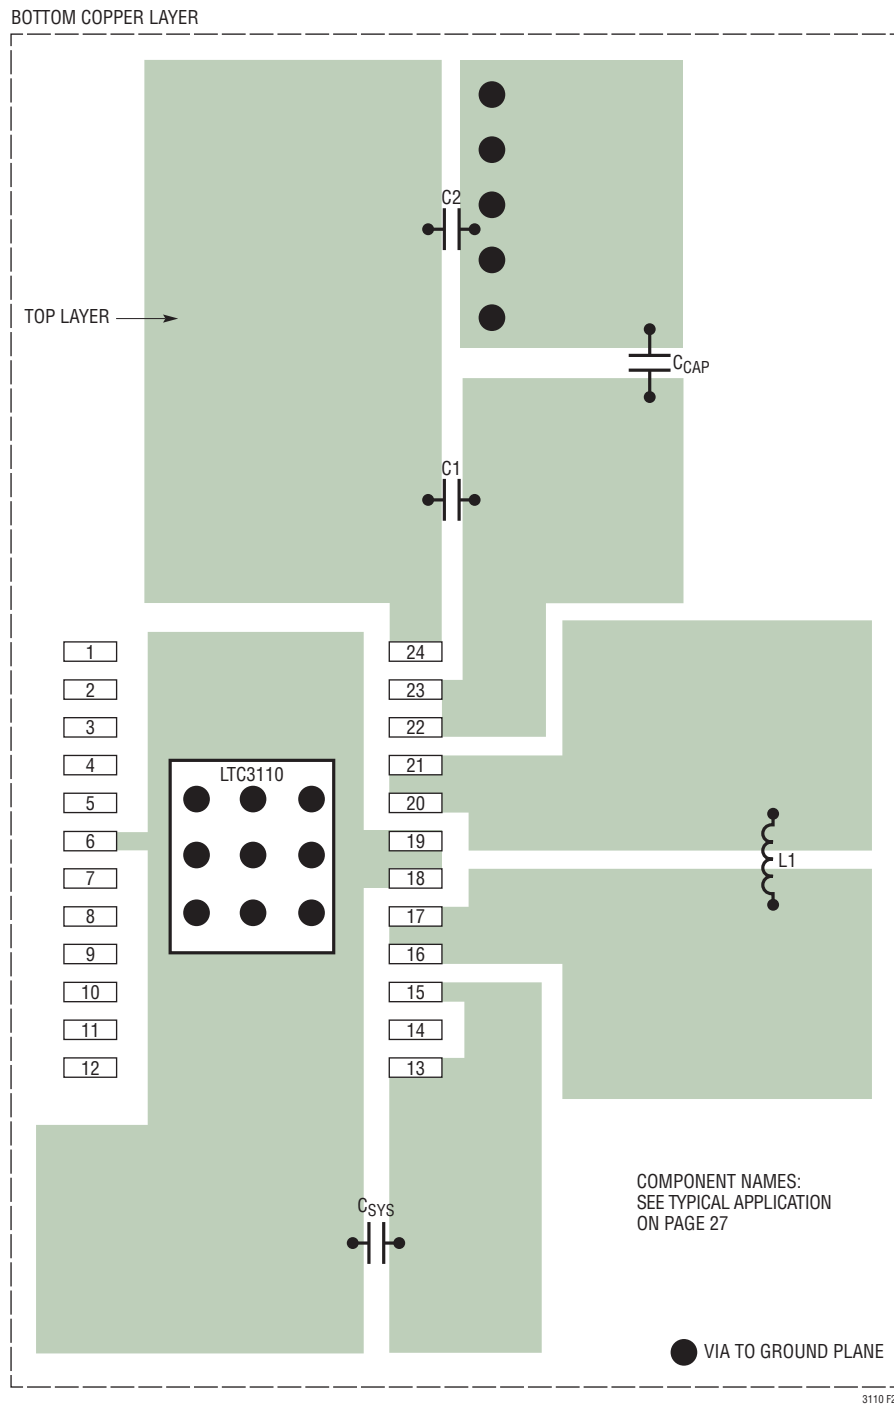 BOTTOM COPPER LAYER
C2
TOP LAYER
CCAP
C1
1
24
2
23
3
22
4
LTC3110
21
5
20
6
19
L1
7
18
8
17
9
16
10
15
11
14
12
13
COMPONENT NAMES:
SEE TYPICAL APPLICATION
ON PAGE 27
CSYS
VIA TO GROUND PLANE
3110 F2